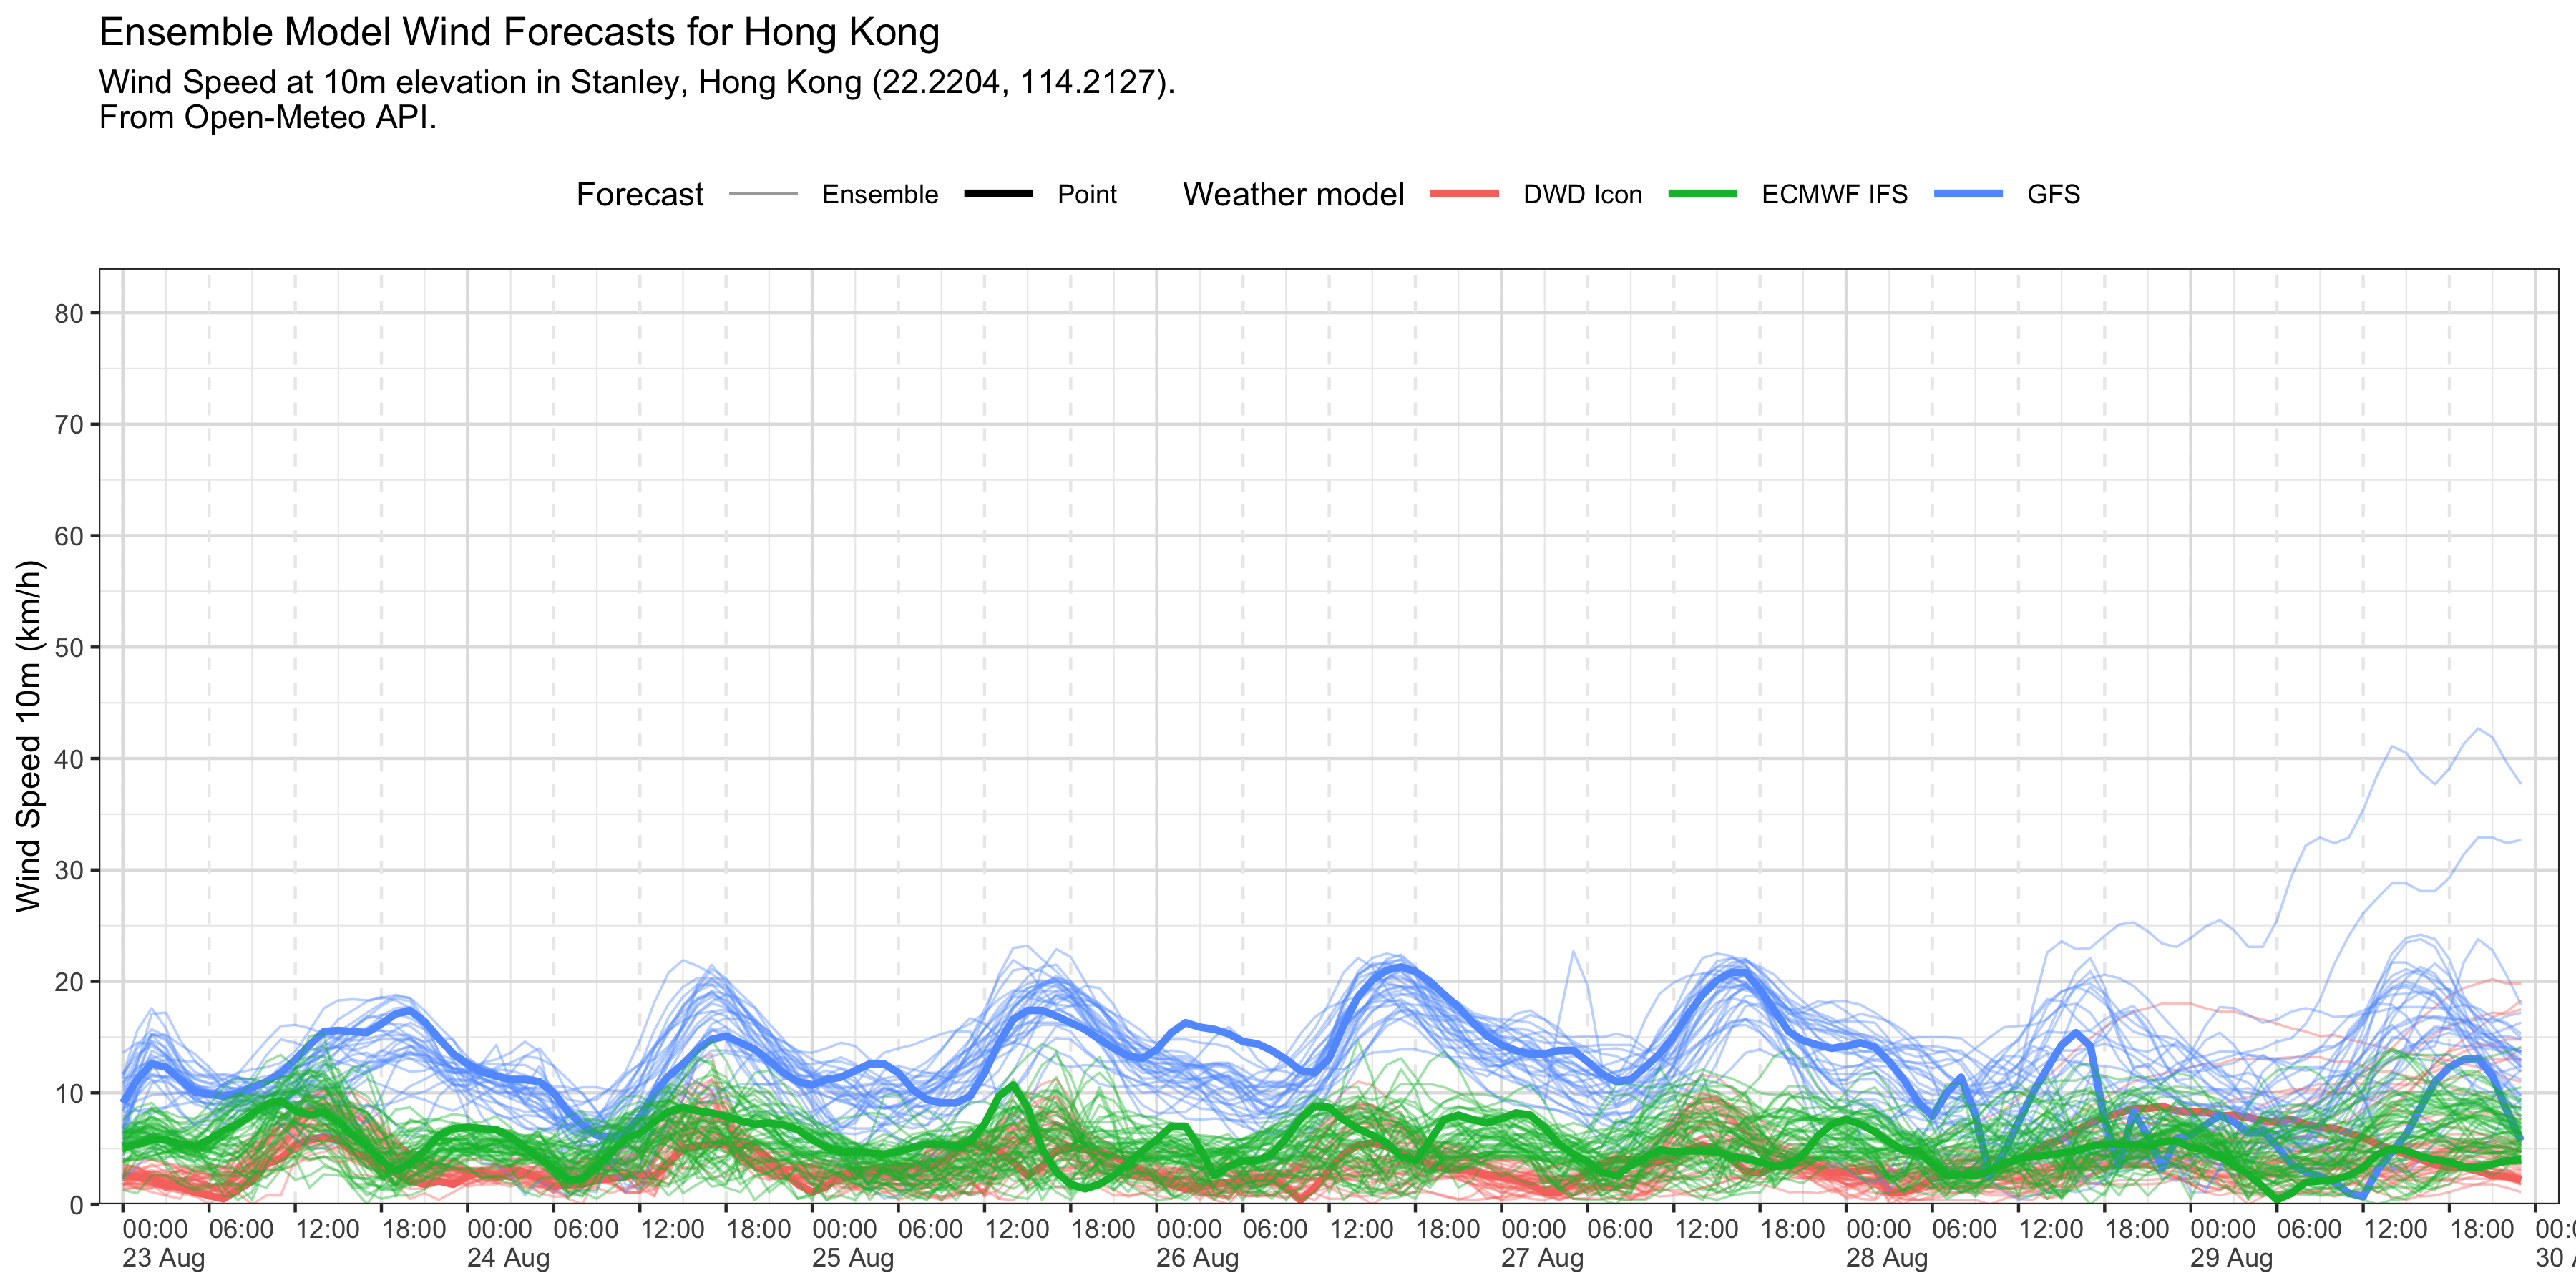 Ensemble Model Wind Forecasts for Hong Kong
Wind Speed at 10m elevation in Stanley, Hong Kong (22.2204, 114.2127).
From Open-Meteo API.
Forecast Ensemble Point Weather model DWD Icon ECMWF IFS GFS
Wind Speed 10m (km/h)
80
70
60
50
40
30
20
10
0
00:00 06:00 12:00 18:00 00:00 06:00 12:00 18:00 00:00 06:00 12:00 18:00 00:00 06:00 12:00 18:00 00:00 06:00 12:00 18:00 00:00 06:00 12:00 18:00 00:00 06:00 12:00 18:00 00:0
23 Aug 24 Aug 25 Aug 26 Aug 27 Aug 28 Aug 29 Aug 30 A